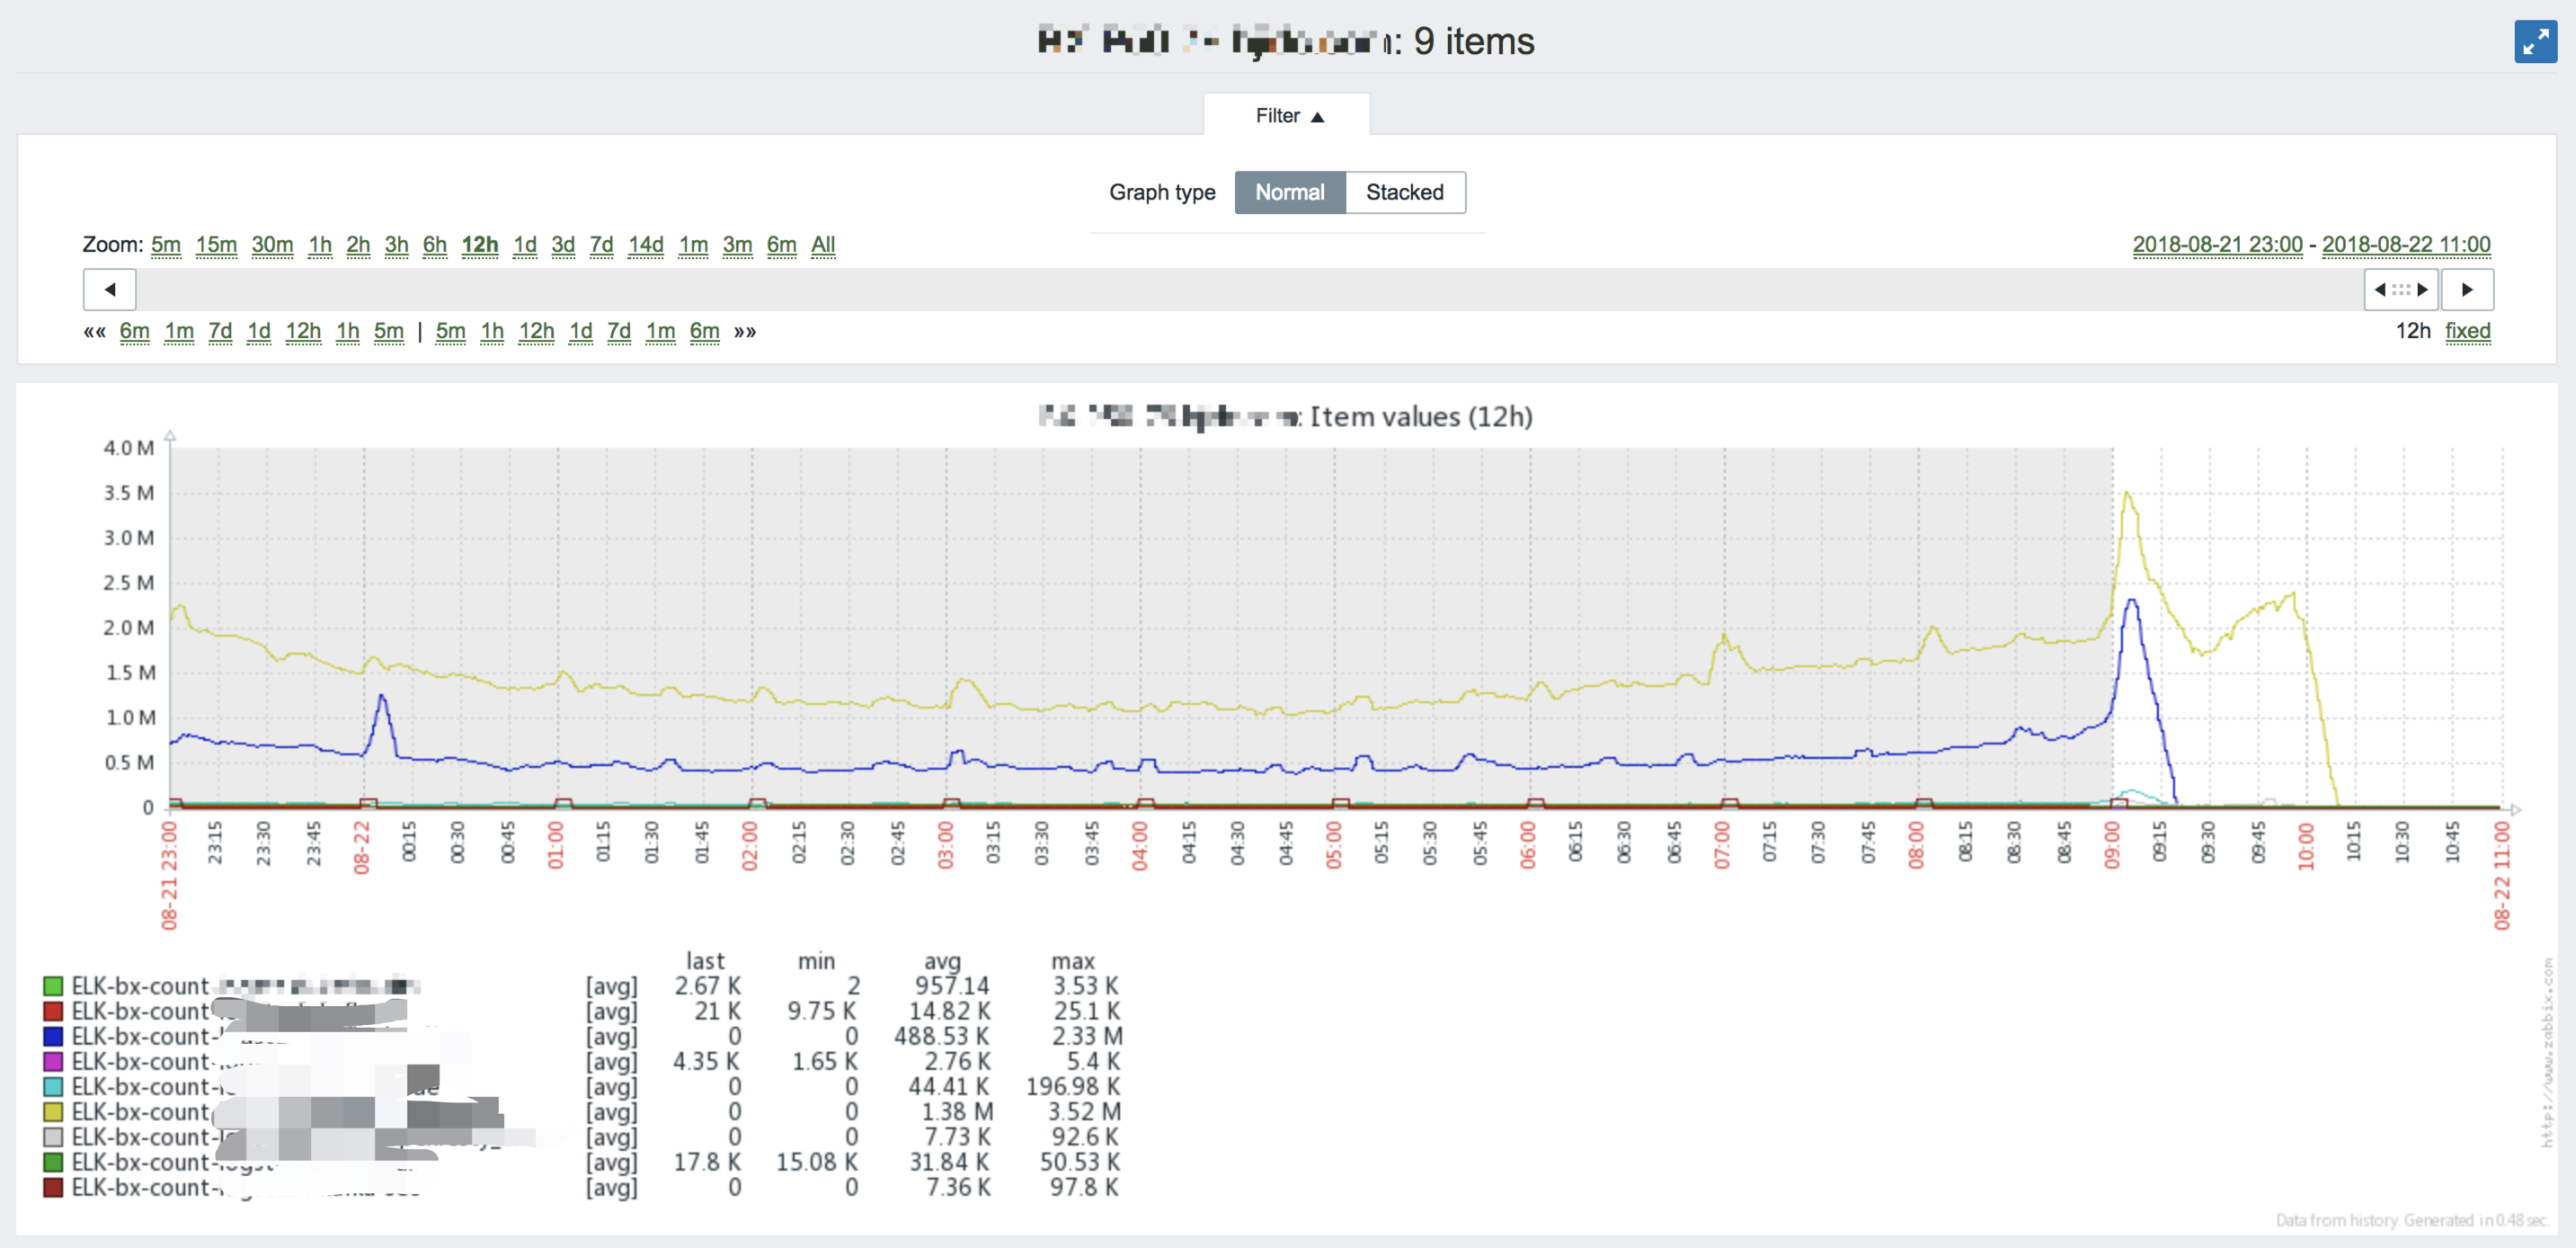 : 9 items
Filter ▲
Graph type Normal Stacked
Zoom: 5m 15m 30m 1h 2h 3h 6h 12h 1d 3d 7d 14d 1m 3m 6m All 2018-08-21 23:00 - 2018-08-22 11:00
«« 6m 1m 7d 1d 12h 1h 5m | 5m 1h 12h 1d 7d 1m 6m »» 12h fixed
: Item values (12h)
4.0 M
3.5 M
3.0 M
2.5 M
2.0 M
1.5 M
1.0 M
0.5 M
0
08-21 23:00 23:15 23:30 23:45 08-22 00:15 00:30 00:45 01:00 01:15 01:30 01:45 02:00 02:15 02:30 02:45 03:00 03:15 03:30 03:45 04:00 04:15 04:30 04:45 05:00 05:15 05:30 05:45 06:00 06:15 06:30 06:45 07:00 07:15 07:30 07:45 08:00 08:15 08:30 08:45 09:00 09:15 09:30 09:45 10:00 10:15 10:30 10:45 08-22 11:00
last min avg max
ELK-bx-count- [avg] 2.67 K 2 957.14 3.53 K
ELK-bx-count- [avg] 21 K 9.75 K 14.82 K 25.1 K
ELK-bx-count- [avg] 0 0 488.53 K 2.33 M
ELK-bx-count- [avg] 4.35 K 1.65 K 2.76 K 5.4 K
ELK-bx-count- [avg] 0 0 44.41 K 196.98 K
ELK-bx-count [avg] 0 0 1.38 M 3.52 M
ELK-bx-count- [avg] 0 0 7.73 K 92.6 K
ELK-bx-count- [avg] 17.8 K 15.08 K 31.84 K 50.53 K
ELK-bx-count- [avg] 0 0 7.36 K 97.8 K
http://www.zabbix.com
Data from history. Generated in 0.48 sec.